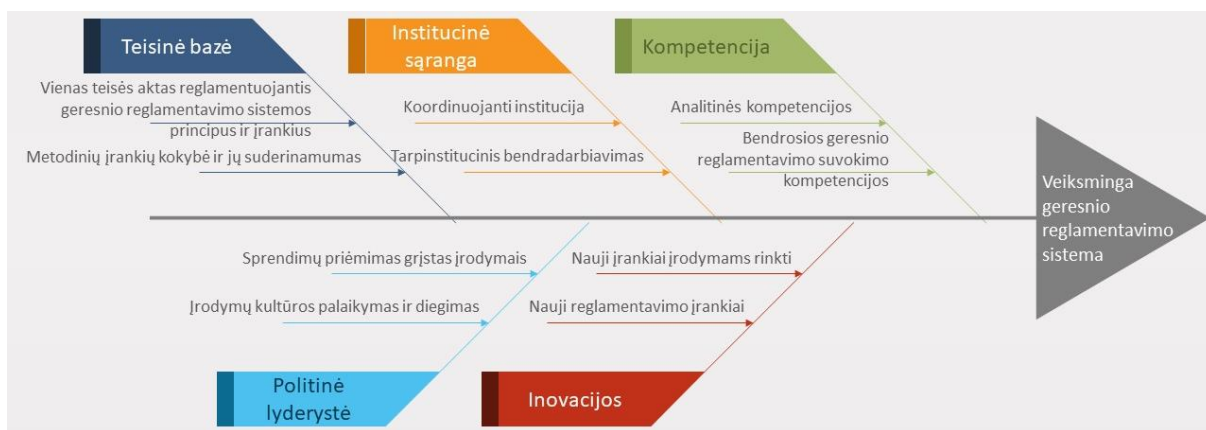 Teisinė bazė
Vienas teisės aktas reglamentuojantis
geresnio reglamentavimo sistemos
principus ir įrankius
Metodinių įrankių kokybė ir jų suderinamumas
Institucinė
sąranga
Koordinuojanti institucija
Tarpinstitucinis bendradarbiavimas
Kompetencija
Analitinės kompetencijos
Bendrosios geresnio
reglamentavimo suvokimo
kompetencijos
Veiksminga
geresnio
reglamentavimo
sistema
Sprendimų priėmimas grįstas įrodymais
Įrodymų kultūros palaikymas ir diegimas
Politinė
lyderystė
Nauji įrankiai įrodymams rinkti
Nauji reglamentavimo įrankiai
Inovacijos